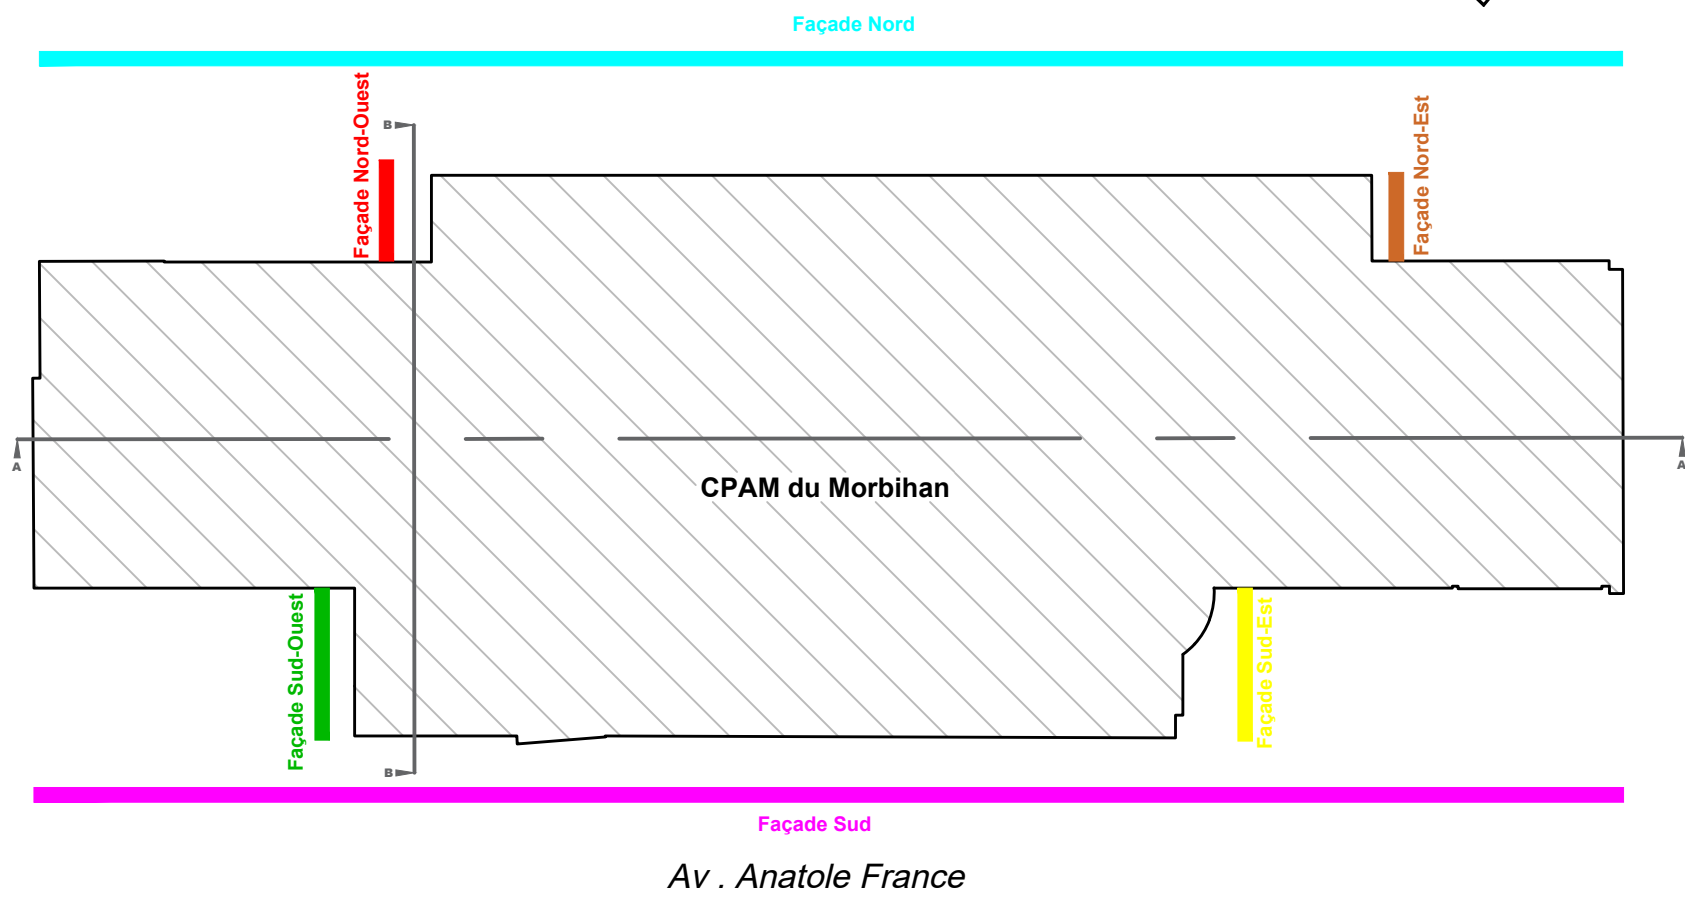 Façade Nord
Façade Nord-Ouest
Façade Nord-Est
B
A
A
CPAM du Morbihan
Façade Sud-Ouest
Façade Sud-Est
B
Façade Sud
Av . Anatole France